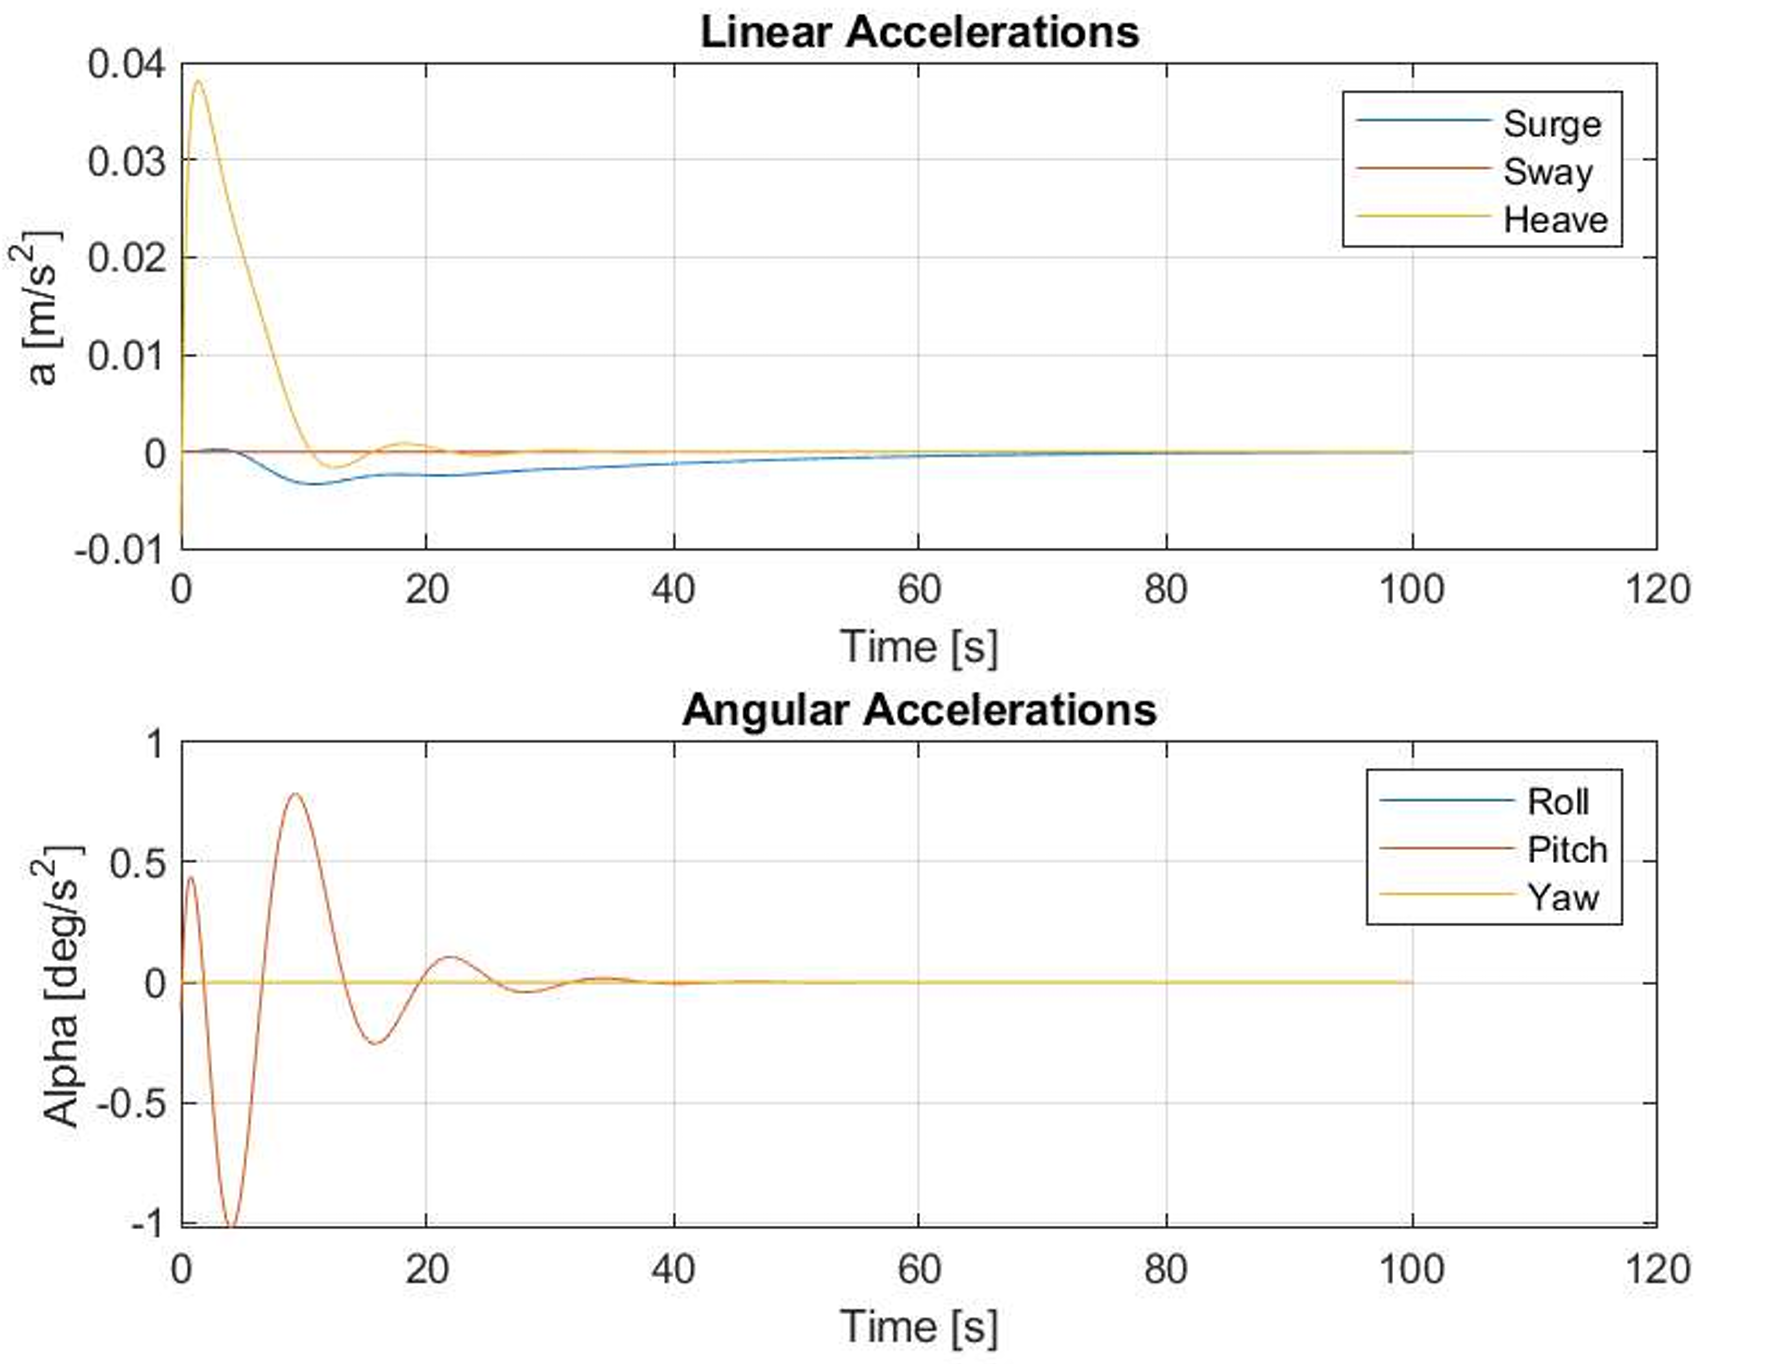 Linear Accelerations
0.04
0.03
0.02
0.01
0
-0.01
a [m/s²]
Surge
Sway
Heave
0 20 40 60 80 100 120
Time [s]
Angular Accelerations
1
0.5
0
-0.5
-1
Alpha [deg/s²]
Roll
Pitch
Yaw
0 20 40 60 80 100 120
Time [s]